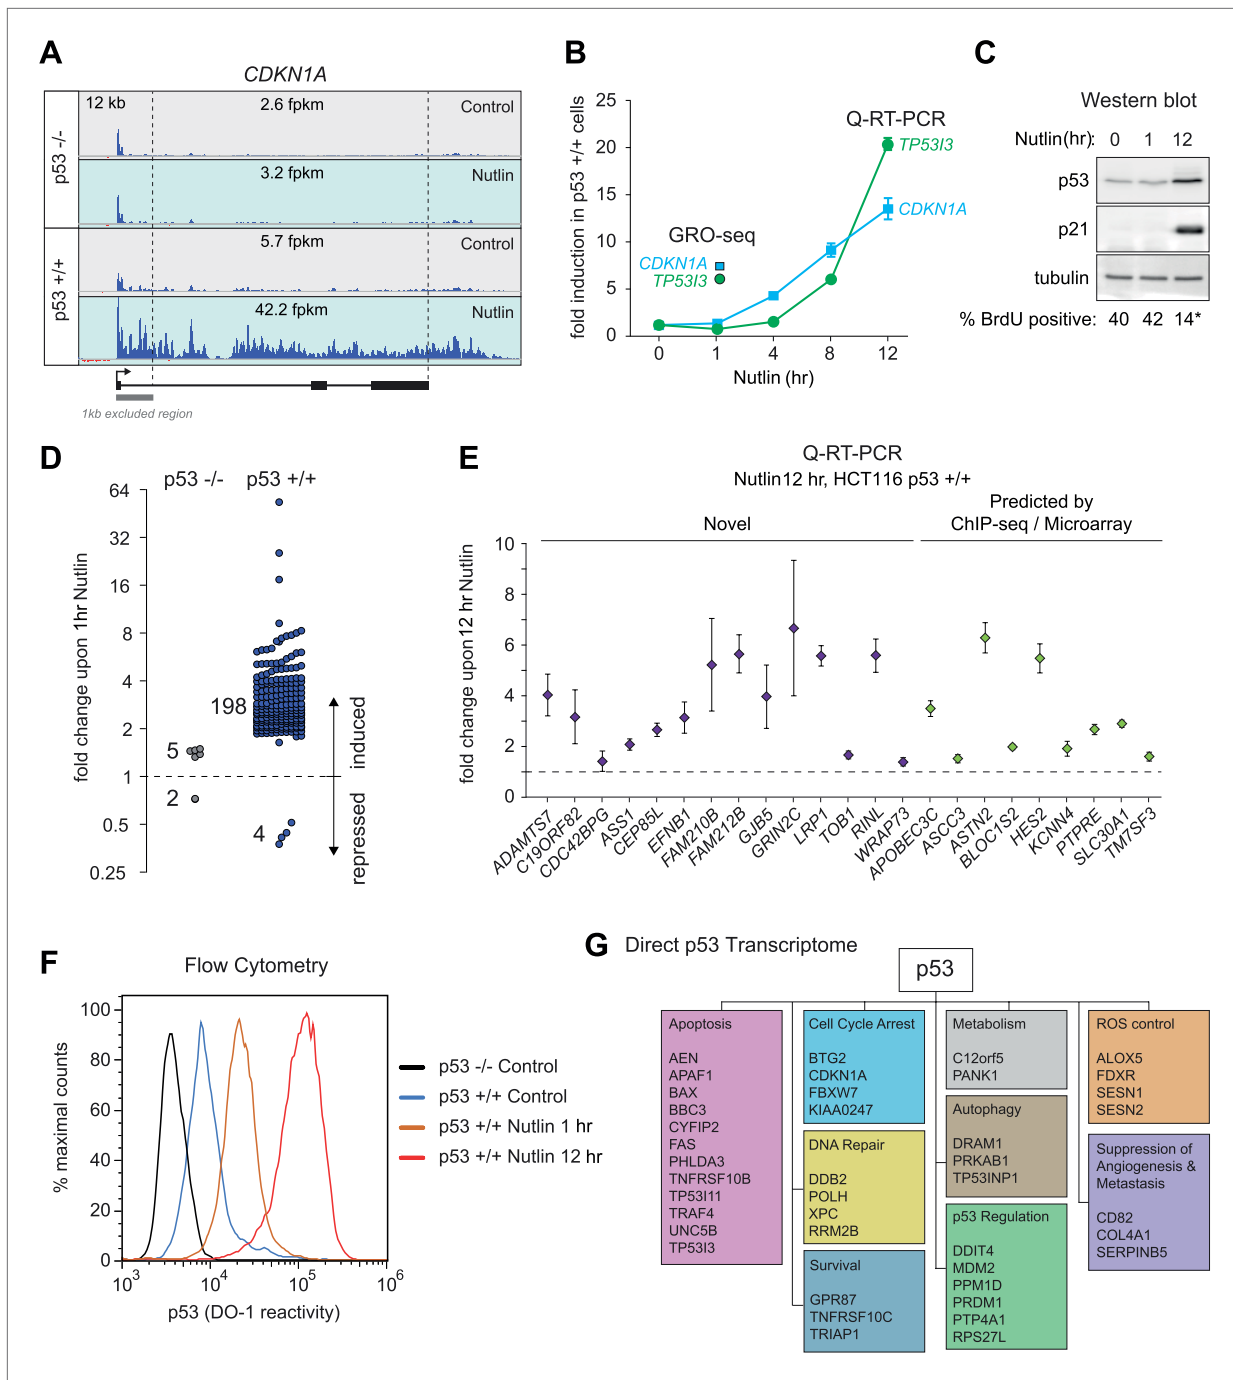 A
CDKN1A
p53 -/-
12 kb
2.6 fpkm
Control
3.2 fpkm
Nutlin
p53 +/+
5.7 fpkm
Control
42.2 fpkm
Nutlin
1kb excluded region
B
fold induction in p53 +/+ cells
25
20
15
10
5
0
Q-RT-PCR
TP53I3
CDKN1A
GRO-seq
CDKN1A
TP53I3
0 1 4 8 12
Nutlin (hr)
C
Western blot
Nutlin(hr): 0 1 12
p53
p21
tubulin
% BrdU positive: 40 42 14*
D
p53 -/- p53 +/+
fold change upon 1hr Nutlin
64
32
16
8
4
2
1
0.5
0.25
198
5
2
4
induced
repressed
E
Q-RT-PCR
Nutlin12 hr, HCT116 p53 +/+
Novel
Predicted by
ChIP-seq / Microarray
fold change upon12 hr Nutlin
10
8
6
4
2
0
ADAMTS7
C19ORF82
CDC42BPG
ASS1
CEP85L
EFNB1
FAM210B
FAM212B
GJB5
GRIN2C
LRP1
TOB1
RINL
WRAP73
APOBEC3C
ASCC3
ASTN2
BLOC1S2
HES2
KCNN4
PTPRE
SLC30A1
TM7SF3
F
Flow Cytometry
% maximal counts
100
80
60
40
20
0
10³ 10⁴ 10⁵ 10⁶
p53 (DO-1 reactivity)
p53 -/- Control
p53 +/+ Control
p53 +/+ Nutlin 1 hr
p53 +/+ Nutlin 12 hr
G
Direct p53 Transcriptome
p53
Apoptosis
AEN
APAF1
BAX
BBC3
CYFIP2
FAS
PHLDA3
TNFRSF10B
TP53I11
TRAF4
UNC5B
TP53I3
Cell Cycle Arrest
BTG2
CDKN1A
FBXW7
KIAA0247
DNA Repair
DDB2
POLH
XPC
RRM2B
Survival
GPR87
TNFRSF10C
TRIAP1
Metabolism
C12orf5
PANK1
Autophagy
DRAM1
PRKAB1
TP53INP1
p53 Regulation
DDIT4
MDM2
PPM1D
PRDM1
PTP4A1
RPS27L
ROS control
ALOX5
FDXR
SESN1
SESN2
Suppression of
Angiogenesis &
Metastasis
CD82
COL4A1
SERPINB5